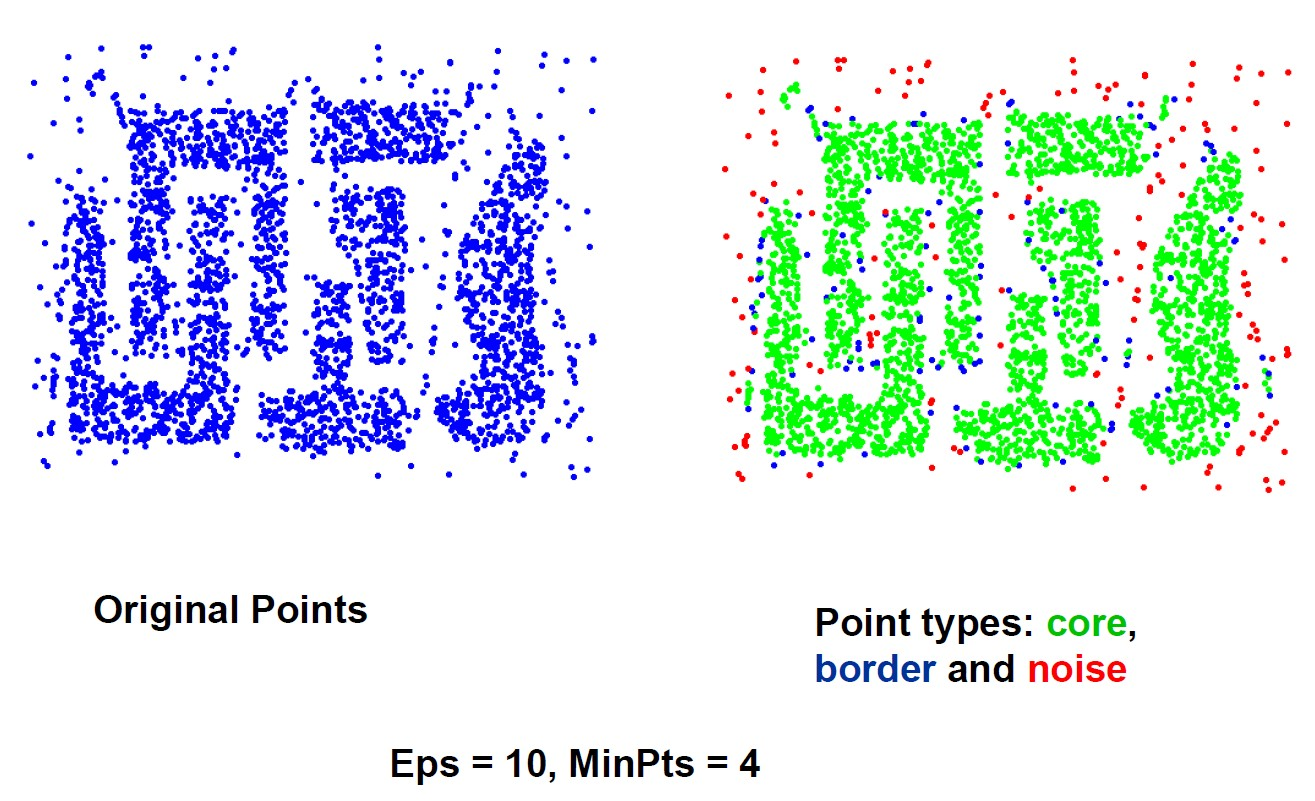 Original Points
Point types: core,
border and noise
Eps = 10, MinPts = 4